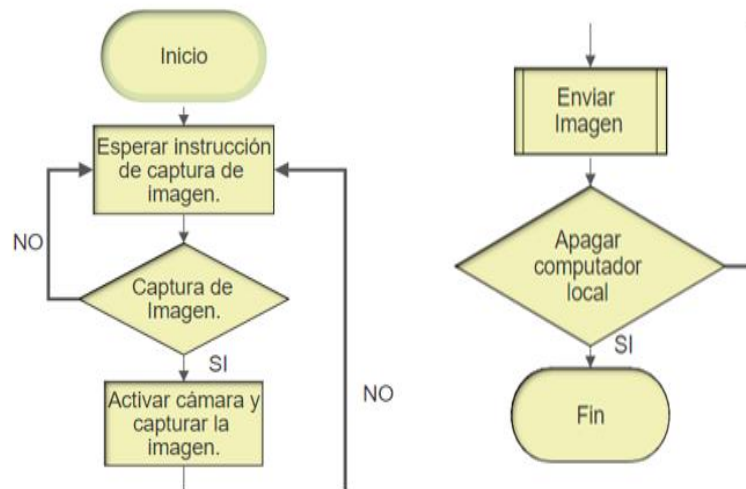 Inicio
Esperar instrucción
de captura de
imagen.
NO
Captura de
Imagen.
SI
Activar cámara y
capturar la
imagen.
NO
Enviar
Imagen
Apagar
computador
local
SI
Fin